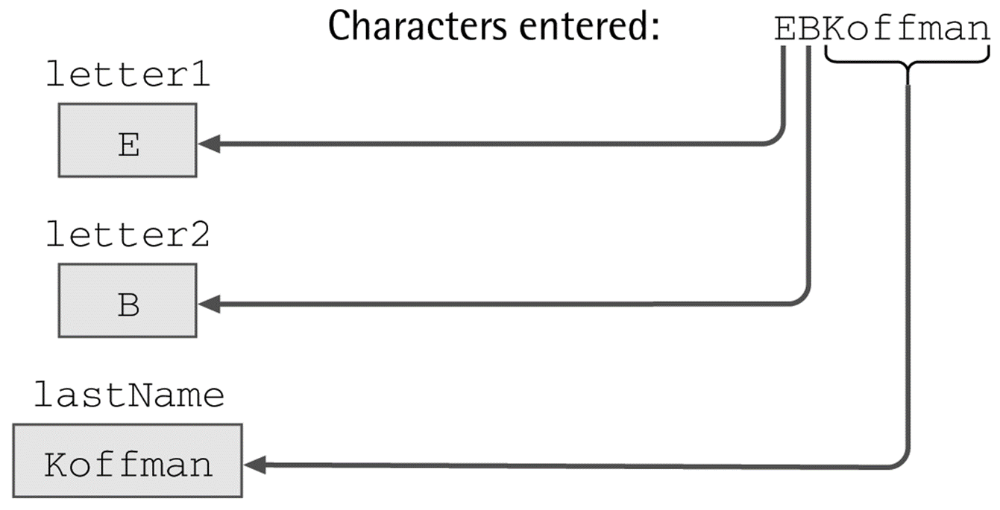 Characters entered: EBKoffman
letter1
E
letter2
B
lastName
Koffman